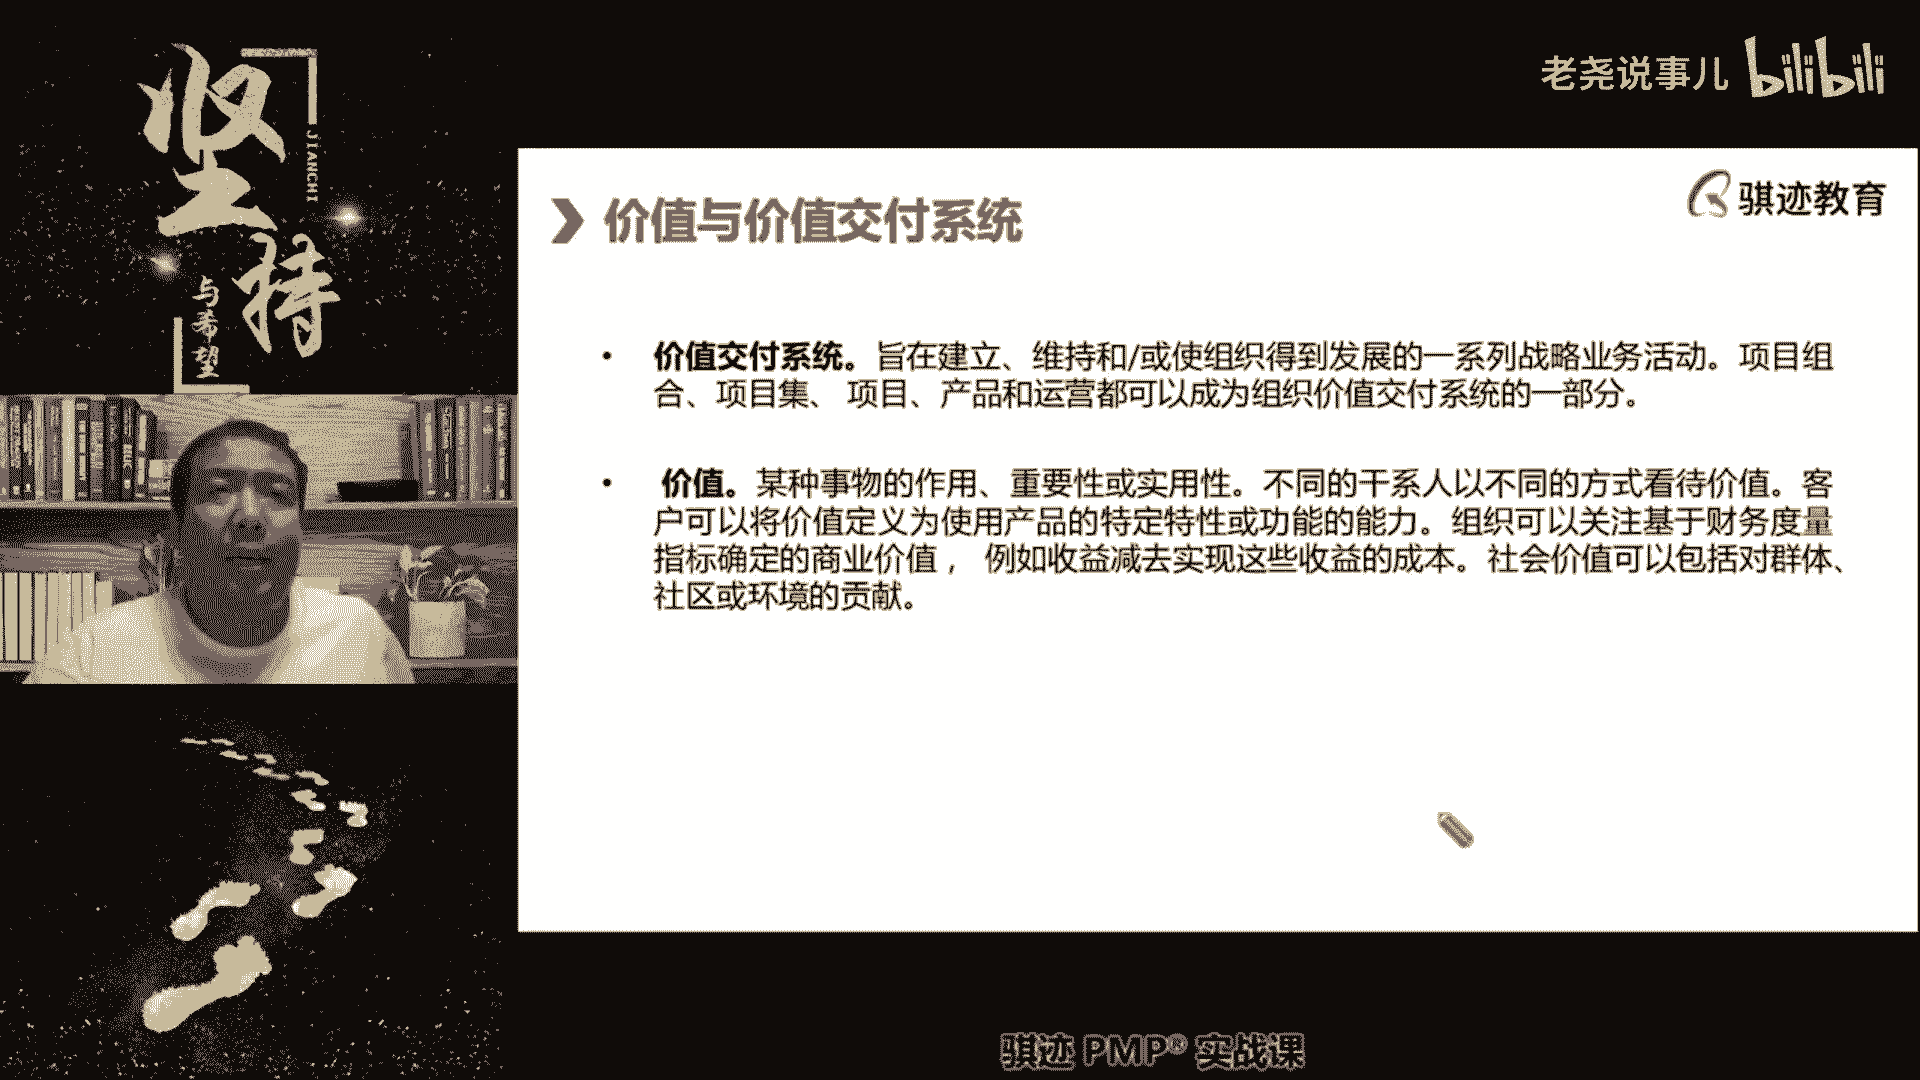 坚持
JIANCHI
与希望
老尧说事儿 bilibili
骐迹教育
价值与价值交付系统
• 价值交付系统。旨在建立、维持和/或使组织得到发展的一系列战略业务活动。项目组
合、项目集、 项目、产品和运营都可以成为组织价值交付系统的一部分。
• 价值。某种事物的作用、重要性或实用性。不同的干系人以不同的方式看待价值。客
户可以将价值定义为使用产品的特定特性或功能的能力。组织可以关注基于财务度量
指标确定的商业价值， 例如收益减去实现这些收益的成本。社会价值可以包括对群体、
社区或环境的贡献。
骐迹 PMP® 实战课